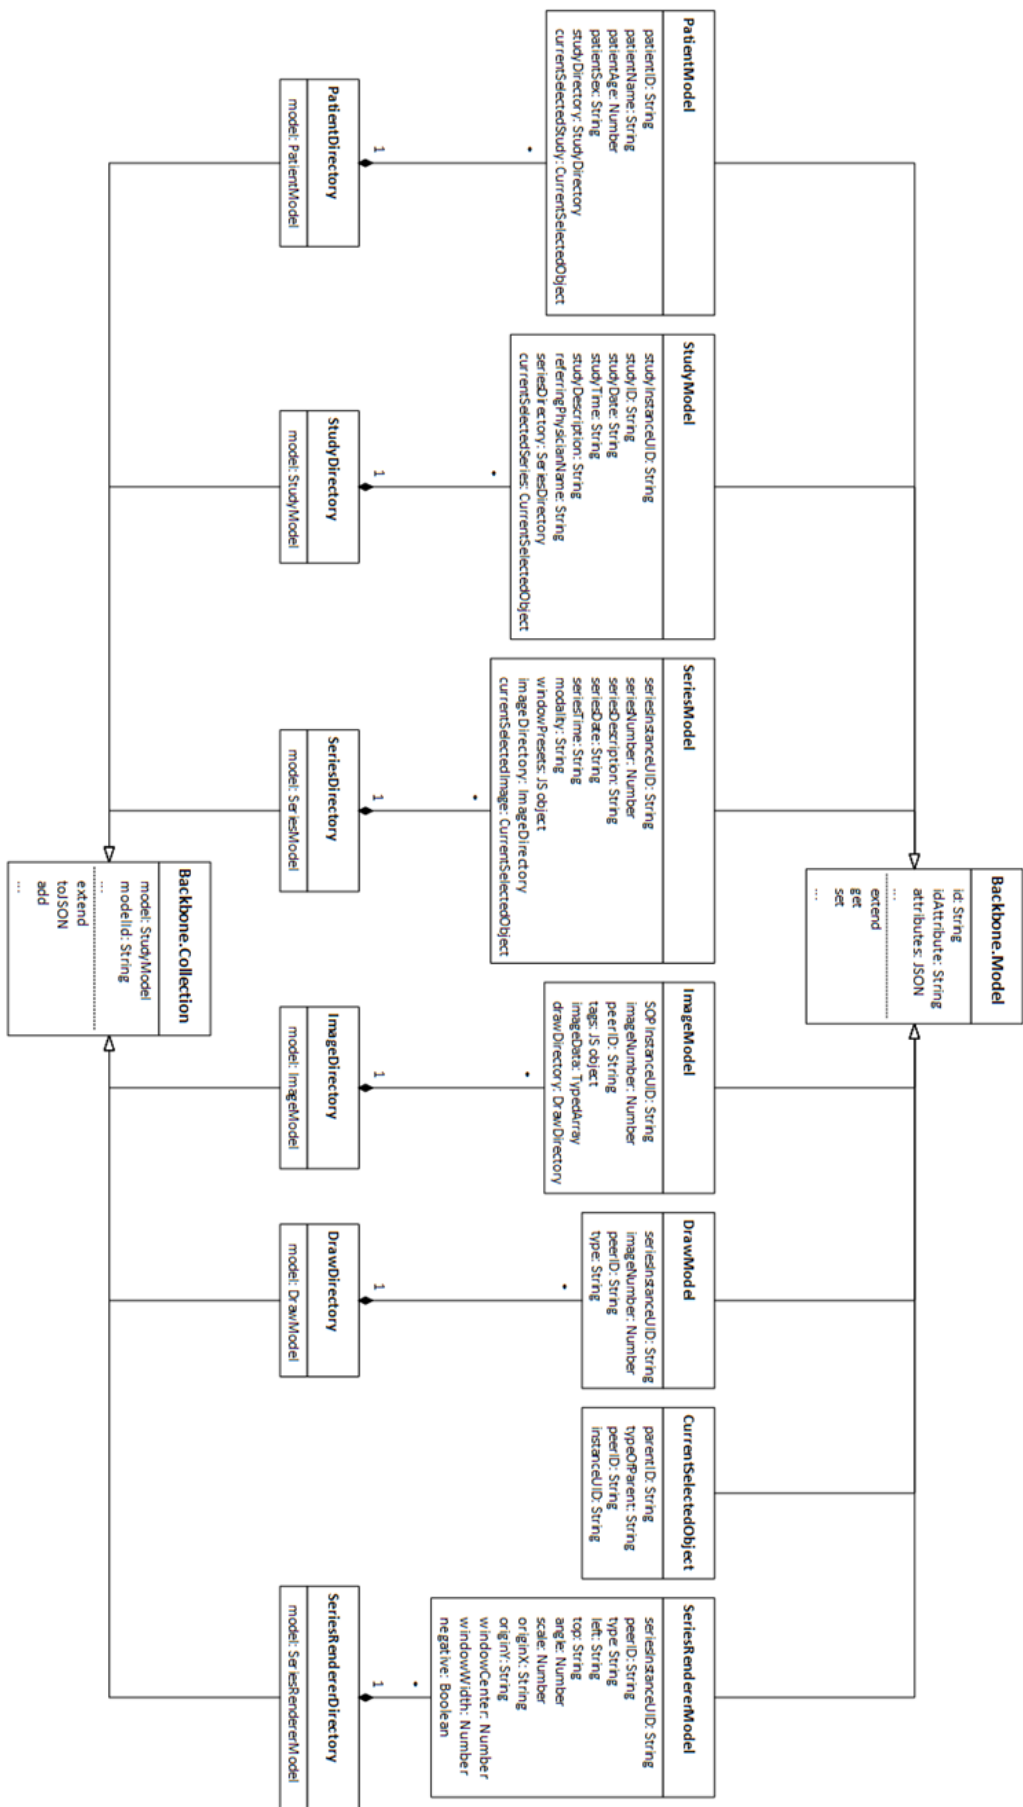 Backbone.Model
id: String
idAttribute: String
attributes: JSON
...
extend
get
set
...
PatientModel
patientID: String
patientName: String
patientAge: Number
patientSex: String
studyDirectory: StudyDirectory
currentSelectedStudy: CurrentSelectedObject
StudyModel
studyInstanceUID: String
studyID: String
studyDate: String
studyTime: String
studyDescription: String
referringPhysicianName: String
seriesDirectory: SeriesDirectory
currentSelectedSeries: CurrentSelectedObject
SeriesModel
seriesInstanceUID: String
seriesNumber: Number
seriesDescription: String
seriesDate: String
seriesTime: String
modality: String
windowPresets: JS object
imageDirectory: ImageDirectory
currentSelectedImage: CurrentSelectedObject
ImageModel
SOPInstanceUID: String
imageNumber: Number
peerID: String
tags: JS object
imageData: TypedArray
drawDirectory: DrawDirectory
DrawModel
seriesInstanceUID: String
imageNumber: Number
peerID: String
type: String
CurrentSelectedObject
parentID: String
typeOfParent: String
peerID: String
instanceUID: String
SeriesRendererModel
seriesInstanceUID: String
peerID: String
type: String
left: String
top: String
angle: Number
scale: Number
originX: String
originY: String
windowCenter: Number
windowWidth: Number
negative: Boolean
*
*
*
*
*
*
1
1
1
1
1
1
PatientDirectory
model: PatientModel
StudyDirectory
model: StudyModel
SeriesDirectory
model: SeriesModel
ImageDirectory
model: ImageModel
DrawDirectory
model: DrawModel
SeriesRendererDirectory
model: SeriesRendererModel
Backbone.Collection
model: StudyModel
modelId: String
...
extend
toJSON
add
...